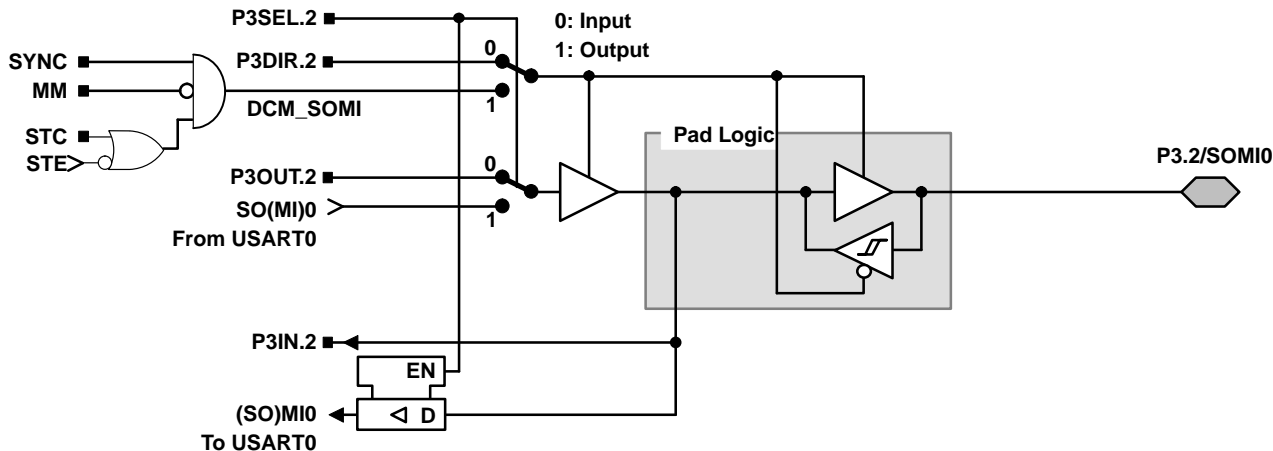 P3SEL.2
0: Input
1: Output
SYNC
P3DIR.2
0
MM
1
DCM_SOMI
STC
STE
Pad Logic
P3.2/SOMI0
P3OUT.2
0
SO(MI)0
1
From USART0
P3IN.2
EN
(SO)MI0
D
To USART0